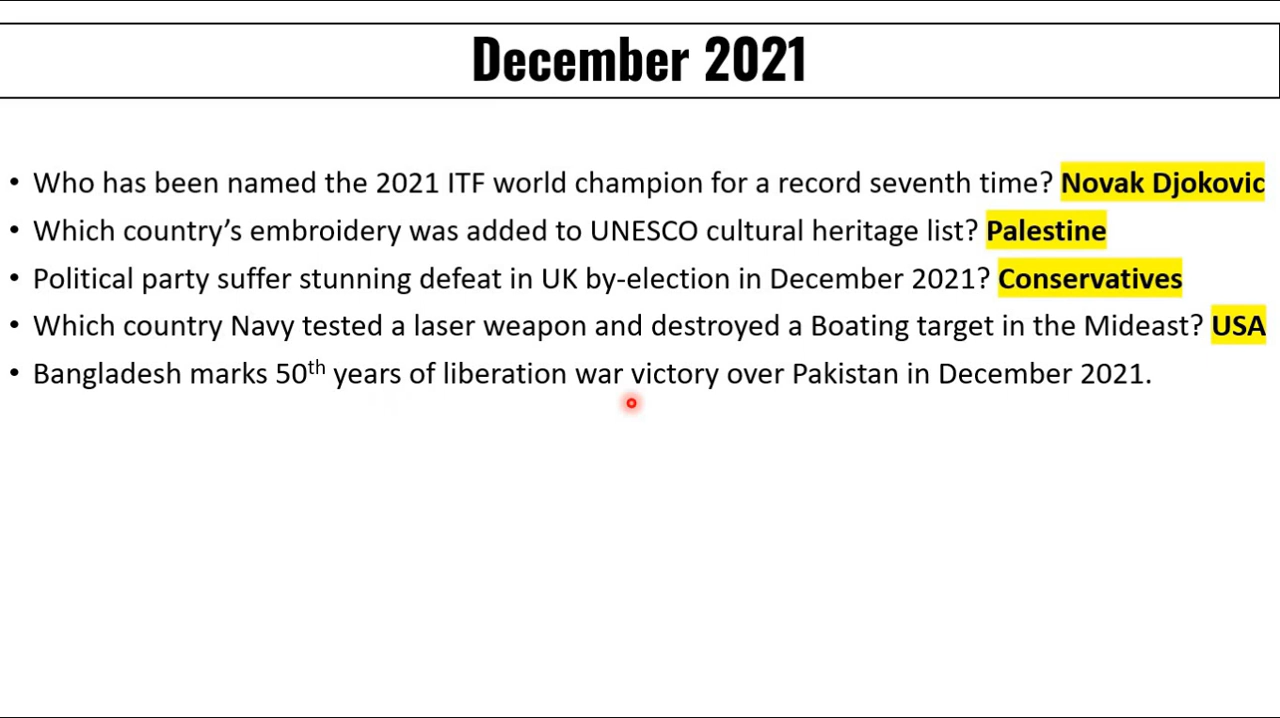 December 2021
• Who has been named the 2021 ITF world champion for a record seventh time? Novak Djokovic
• Which country’s embroidery was added to UNESCO cultural heritage list? Palestine
• Political party suffer stunning defeat in UK by-election in December 2021? Conservatives
• Which country Navy tested a laser weapon and destroyed a Boating target in the Mideast? USA
• Bangladesh marks 50th years of liberation war victory over Pakistan in December 2021.